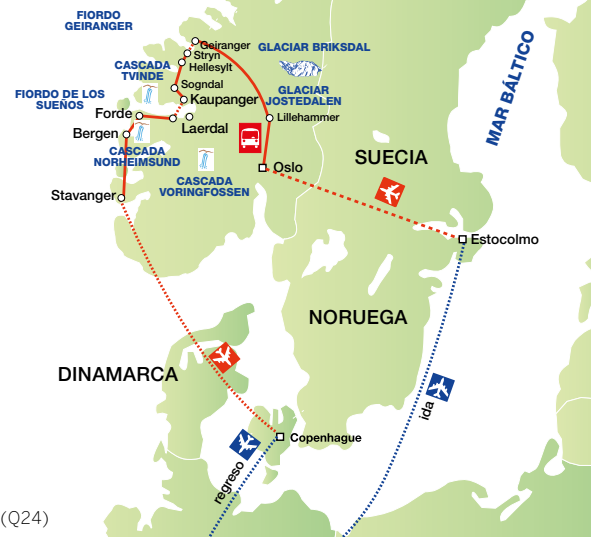 FIORDO
GEIRANGER
Geiranger
Stryn
Hellesylt
GLACIAR BRIKSDAL
CASCADA
TVINDE
Sogndal
Kaupanger
GLACIAR
JOSTEDALEN
FIORDO DE LOS
SUEÑOS
Forde
Laerdal
Lillehammer
Bergen
CASCADA
NORHEIMSUND
MAR BÁLTICO
SUECIA
Oslo
CASCADA
VORINGFOSSEN
Stavanger
Estocolmo
NORUEGA
DINAMARCA
ida
Copenhague
regreso
(Q24)